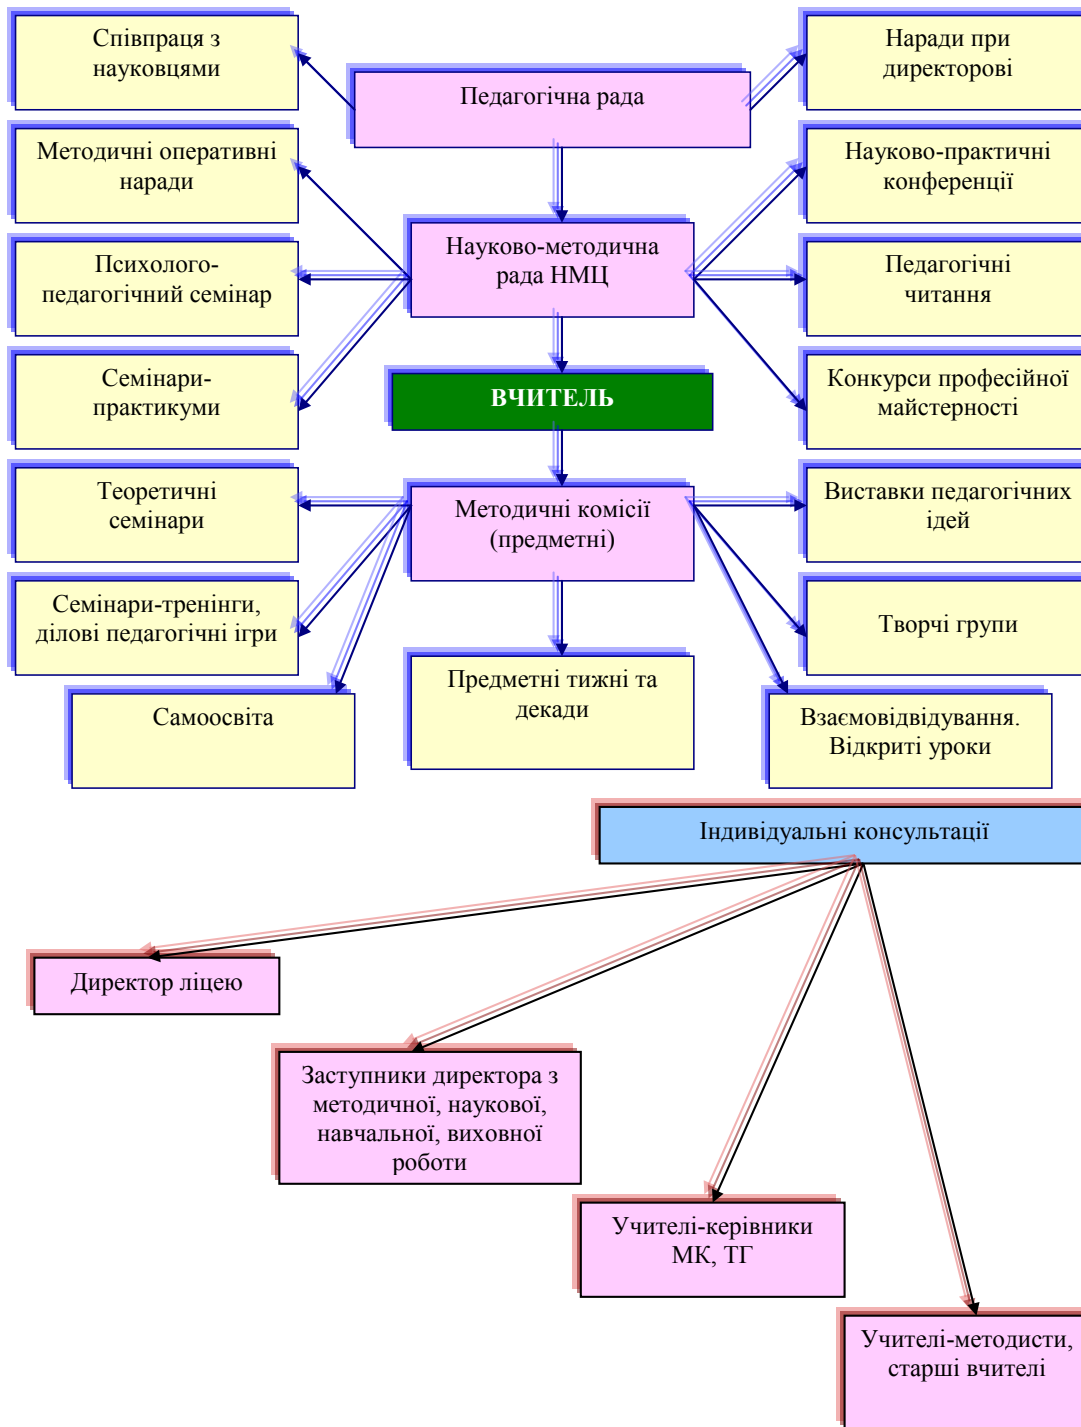 Співпраця з
науковцями
Педагогічна рада
Наради при
директорові
Методичні оперативні
наради
Науково-практичні
конференції
Науково-методична
рада НМЦ
Психолого-
педагогічний семінар
Педагогічні
читання
Семінари-
практикуми
ВЧИТЕЛЬ
Конкурси професійної
майстерності
Теоретичні
семінари
Методичні комісії
(предметні)
Виставки педагогічних
ідей
Семінари-тренінги,
ділові педагогічні ігри
Творчі групи
Самоосвіта
Предметні тижні та
декади
Взаємовідвідування.
Відкриті уроки
Індивідуальні консультації
Директор ліцею
Заступники директора з
методичної, наукової,
навчальної, виховної
роботи
Учителі-керівники
МК, ТГ
Учителі-методисти,
старші вчителі